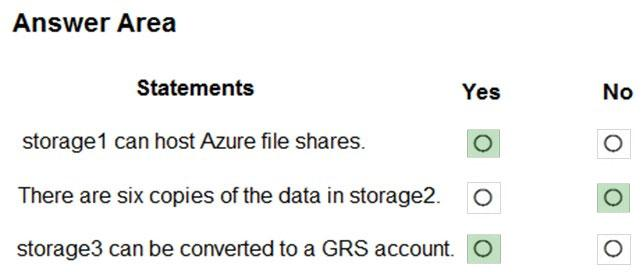 Answer Area
Statements Yes No
storage1 can host Azure file shares.
There are six copies of the data in storage2.
storage3 can be converted to a GRS account.